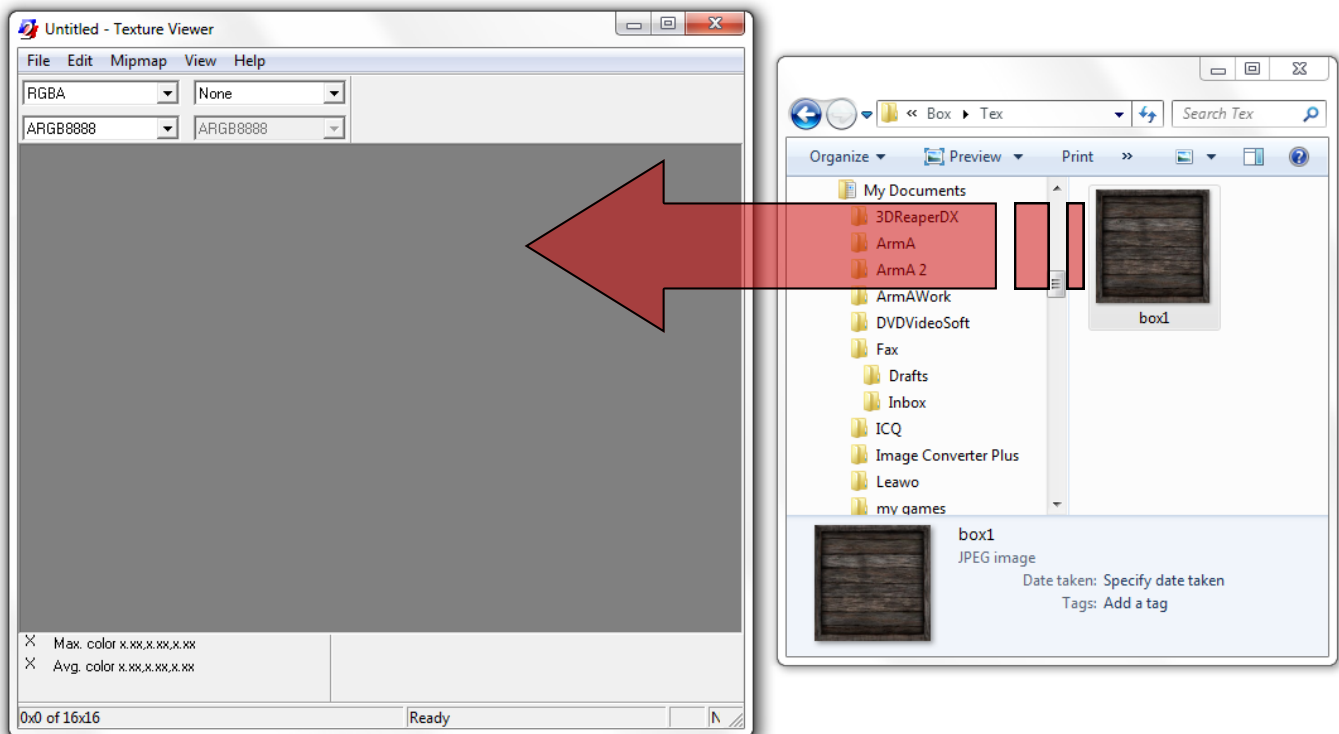 Untitled - Texture Viewer
File Edit Mipmap View Help
RGBA None
ARGB8888 ARGB8888
X Max. color x.xx,x.xx,x.xx
X Avg. color x.xx,x.xx,x.xx
0x0 of 16x16 Ready N
« Box Tex Search Tex
Organize Preview Print »
My Documents
3DReaperDX
ArmA
ArmA 2
ArmAWork
DVDVideoSoft
Fax
Drafts
Inbox
ICQ
Image Converter Plus
Leawo
my games
box1
box1
JPEG image
Date taken: Specify date taken
Tags: Add a tag